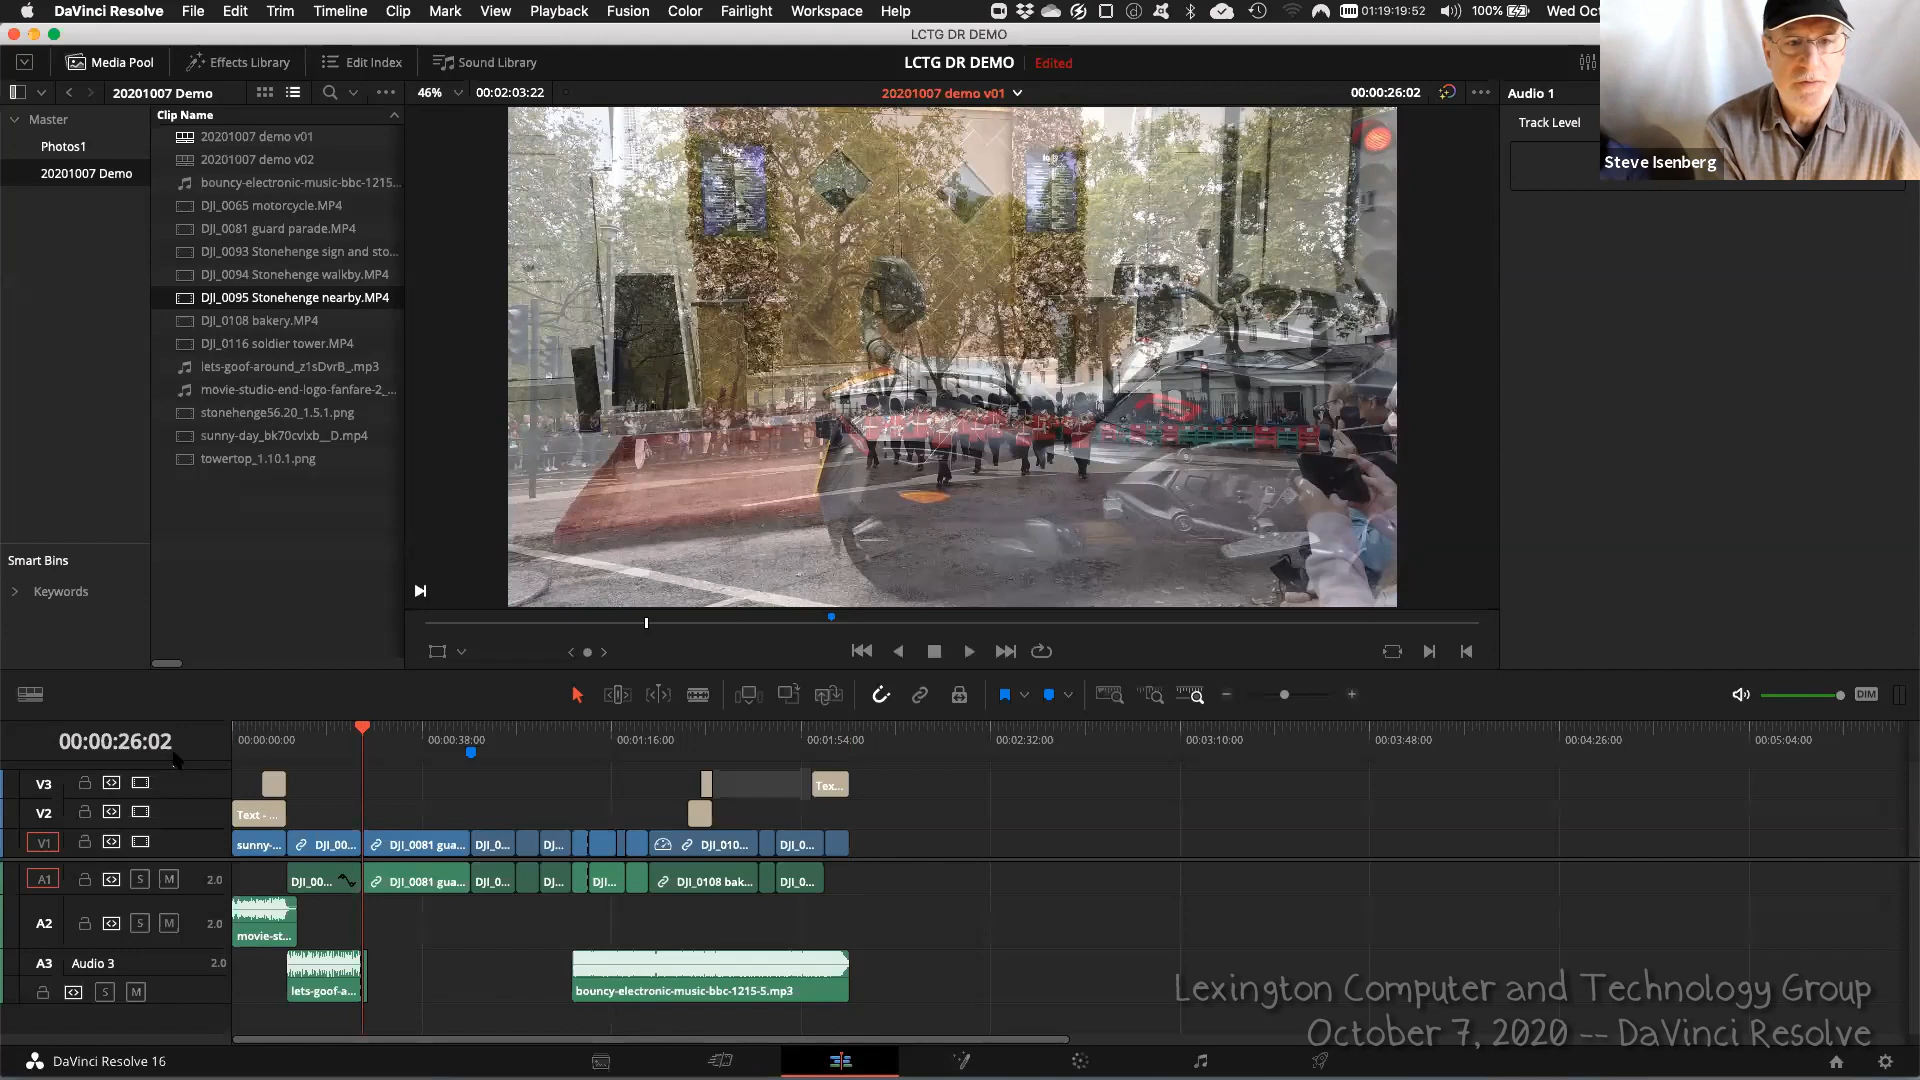 DaVinci Resolve File Edit Trim Timeline Clip Mark View Playback Fusion Color Fairlight Workspace Help 01:19:19:52 100% Wed Oc
LCTG DR DEMO
Media Pool Effects Library Edit Index Sound Library LCTG DR DEMO Edited
20201007 Demo 46% 00:02:03:22 20201007 demo v01 00:00:26:02 Audio 1
Master
Photos1
20201007 Demo
Clip Name
20201007 demo v01
20201007 demo v02
bouncy-electronic-music-bbc-1215...
DJI_0065 motorcycle.MP4
DJI_0081 guard parade.MP4
DJI_0093 Stonehenge sign and sto...
DJI_0094 Stonehenge walkby.MP4
DJI_0095 Stonehenge nearby.MP4
DJI_0108 bakery.MP4
DJI_0116 soldier tower.MP4
lets-goof-around_z1sDvrB_.mp3
movie-studio-end-logo-fanfare-2_...
stonehenge56.20_1.5.1.png
sunny-day_bk70cvlxb__D.mp4
towertop_1.10.1.png
Track Level
Steve Isenberg
Smart Bins
Keywords
DIM
00:00:26:02 00:00:00:00 00:00:38:00 00:01:16:00 00:01:54:00 00:02:32:00 00:03:10:00 00:03:48:00 00:04:26:00 00:05:04:00
V3 Tex...
V2 Text - ...
V1 sunny-... DJI_00... DJI_0081 gua... DJI_0... DJ... DJI_010... DJI_0...
A1 S M 2.0 DJI_00... DJI_0081 gua... DJI_0... DJ... DJI... DJI_0108 bak... DJI_0...
A2 S M 2.0
movie-st...
A3 Audio 3 2.0
S M lets-goof-a... bouncy-electronic-music-bbc-1215-5.mp3
Lexington Computer and Technology Group
October 7, 2020 -- DaVinci Resolve
DaVinci Resolve 16